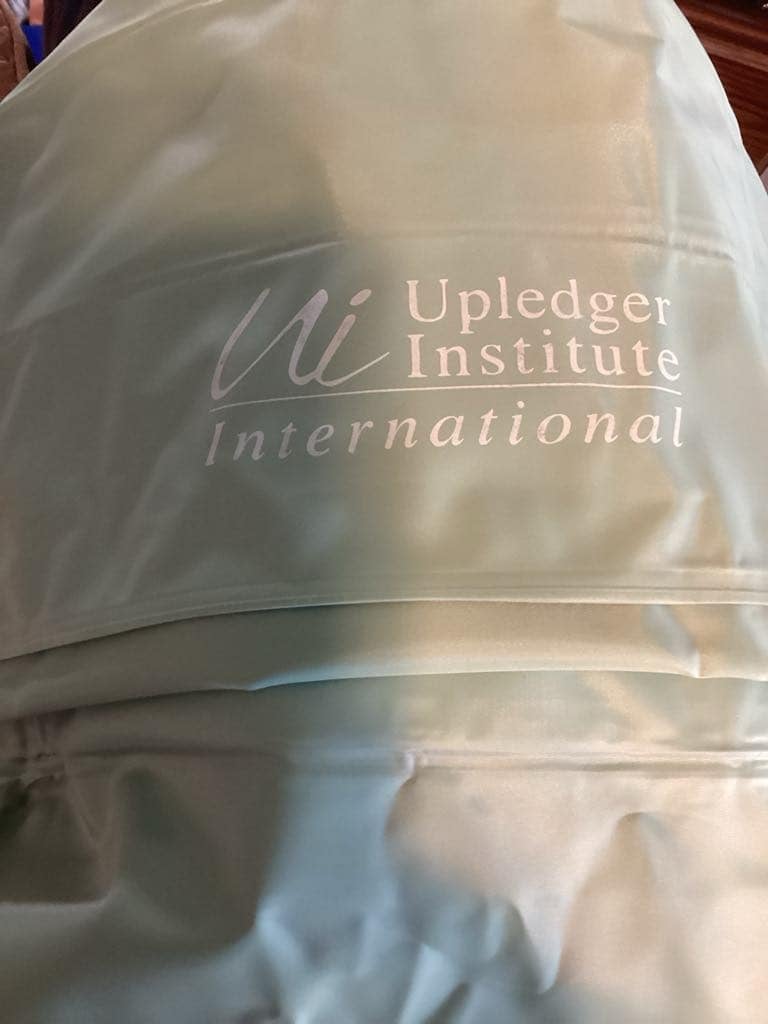 Ui
Upledger
Institute
International